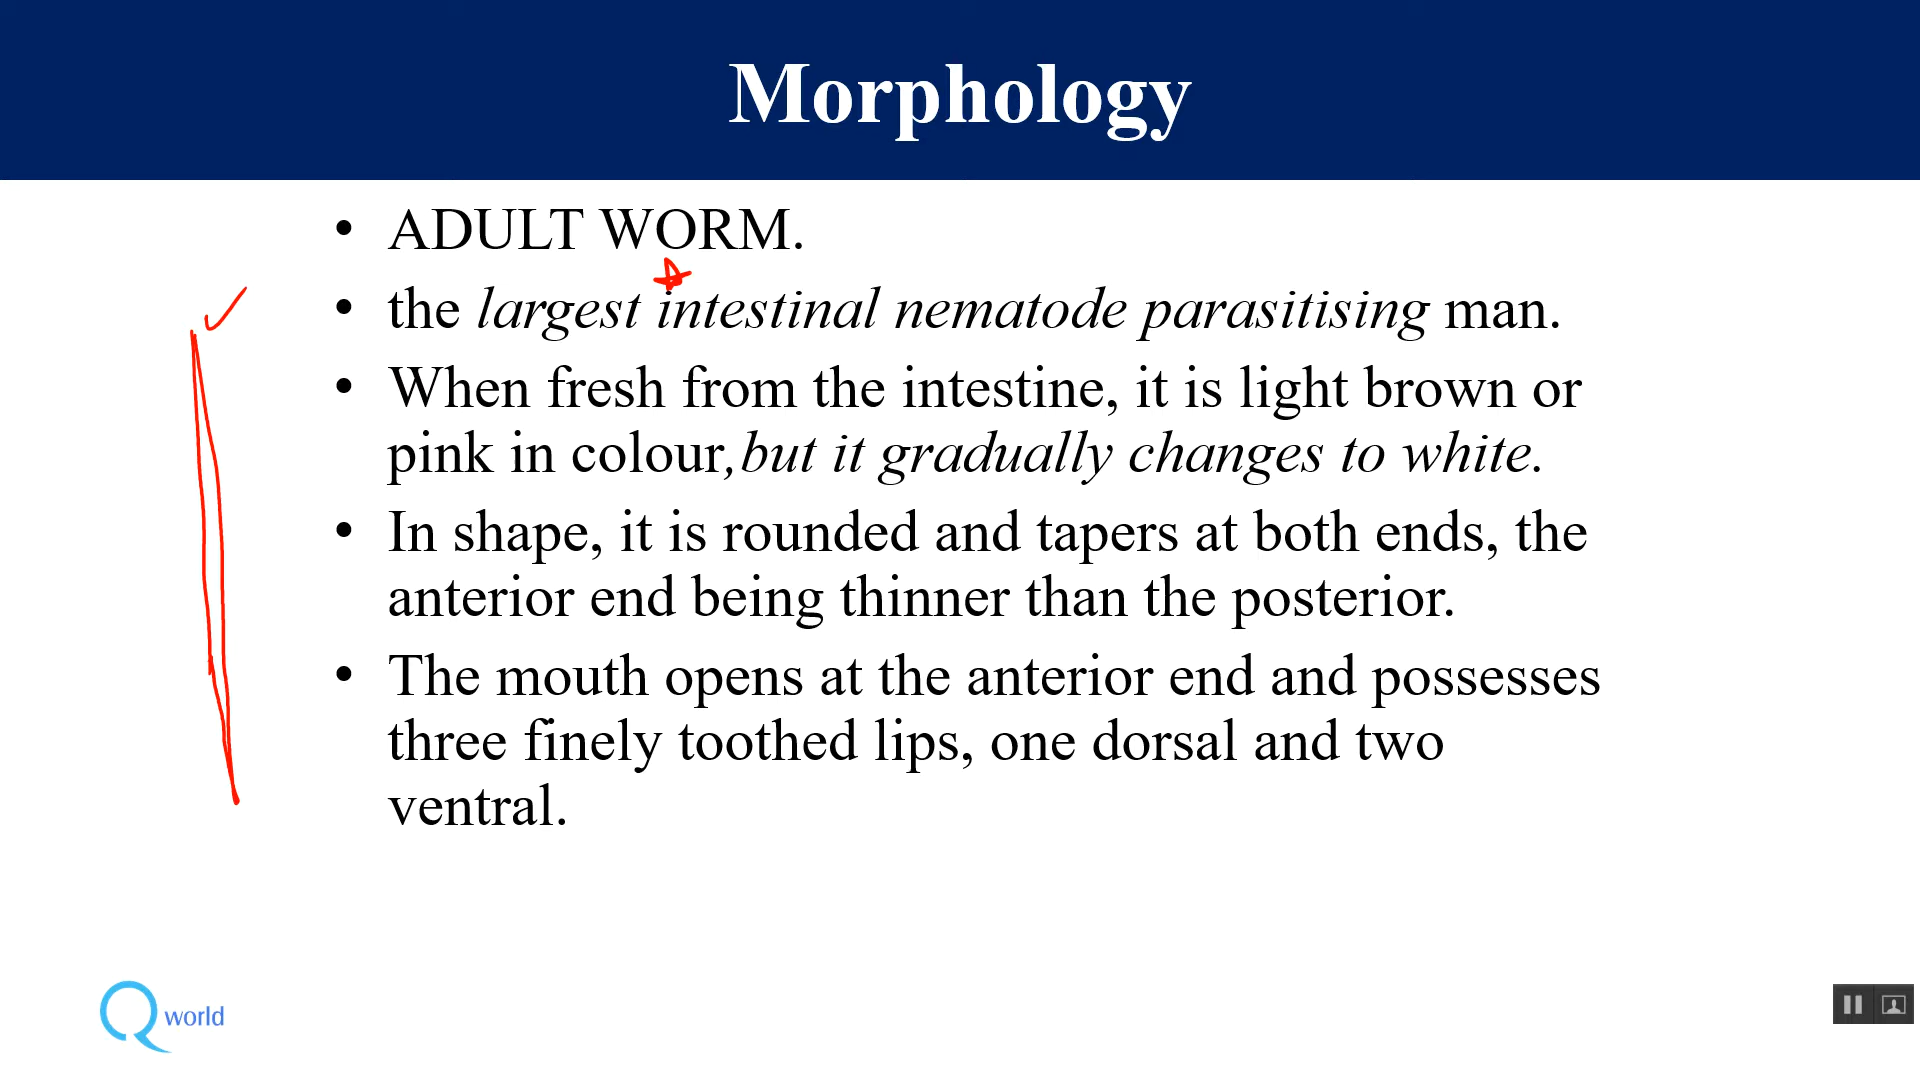 Morphology
• ADULT WORM.
• the largest intestinal nematode parasitising man.
• When fresh from the intestine, it is light brown or
pink in colour,but it gradually changes to white.
• In shape, it is rounded and tapers at both ends, the
anterior end being thinner than the posterior.
• The mouth opens at the anterior end and possesses
three finely toothed lips, one dorsal and two
ventral.
Q world